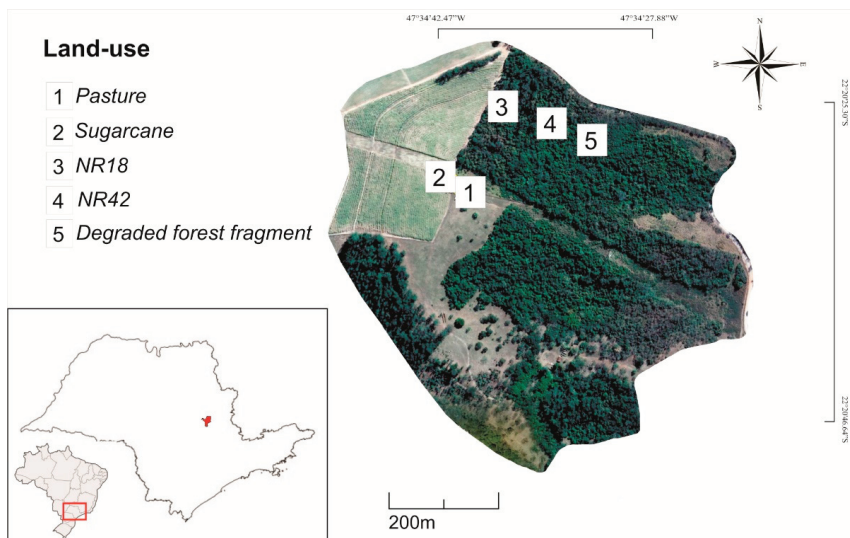 Land-use
1 Pasture
2 Sugarcane
3 NR18
4 NR42
5 Degraded forest fragment
47°34'42.47"W
47°34'27.88"W
N
W
E
S
22°20'25.30"S
22°20'46.64"S
3
4
5
2
1
200m